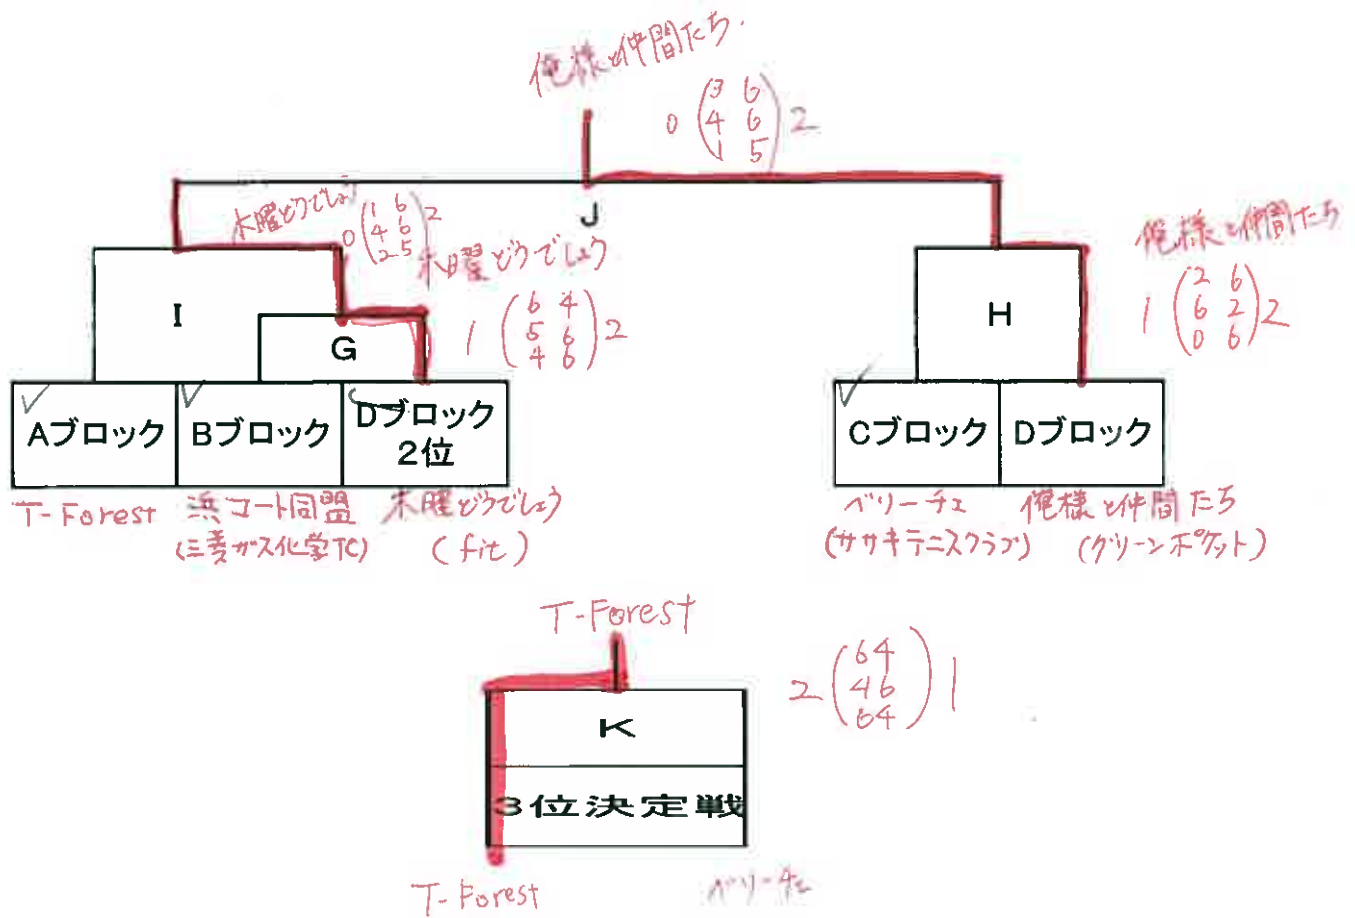 俺様と仲間たち.
3 6
0 4 6 2
1 5
木曜どうでしょう
1 6
0 4 6 2
2 5
J
俺様と仲間たち
2 6
1 6 2 2
0 6
木曜どうでしょう
6 4
1 5 6 2
4 6
I
G
H
Aブロック
Bブロック
Dブロック
2位
Cブロック
Dブロック
T-Forest
浜コート同盟
(三菱ガス化学TC)
木曜どうでしょう
(fit)
ベリーチェ
(ササキテニスクラブ)
俺様と仲間たち
(グリーンポケット)
T-Forest
64
2 46 1
64
K
3位決定戦
T-Forest
ベリーチェ